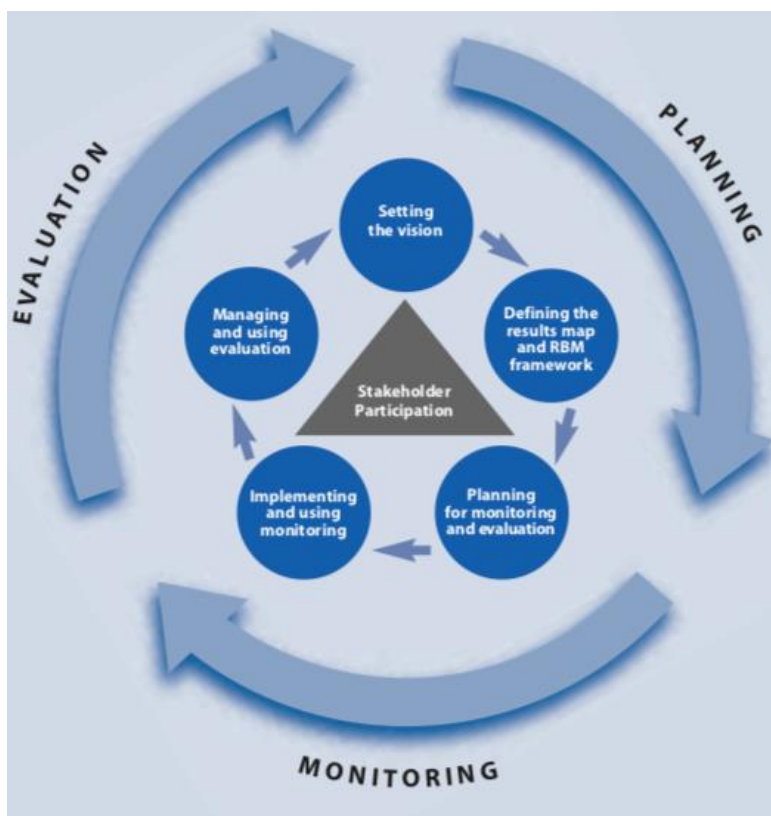 EVALUATION
PLANNING
Setting
the vision
Defining the
results map
and RBM
framework
Planning
for monitoring
and evaluation
Implementing
and using
monitoring
Managing
and using
evaluation
Stakeholder
Participation
MONITORING